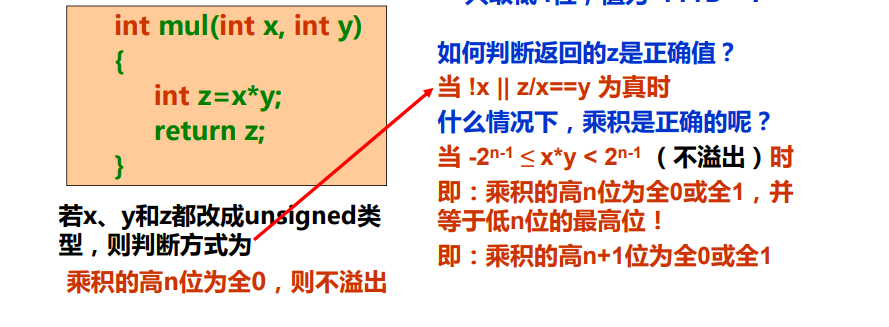 int mul(int x, int y)
{
int z=x*y;
return z;
}
若x、y和z都改成unsigned类
型，则判断方式为
乘积的高n位为全0，则不溢出
如何判断返回的z是正确值？
当 !x || z/x==y 为真时
什么情况下，乘积是正确的呢？
当 -2ⁿ⁻¹ ≤ x*y < 2ⁿ⁻¹ （不溢出）时
即：乘积的高n位为全0或全1，并
等于低n位的最高位！
即：乘积的高n+1位为全0或全1